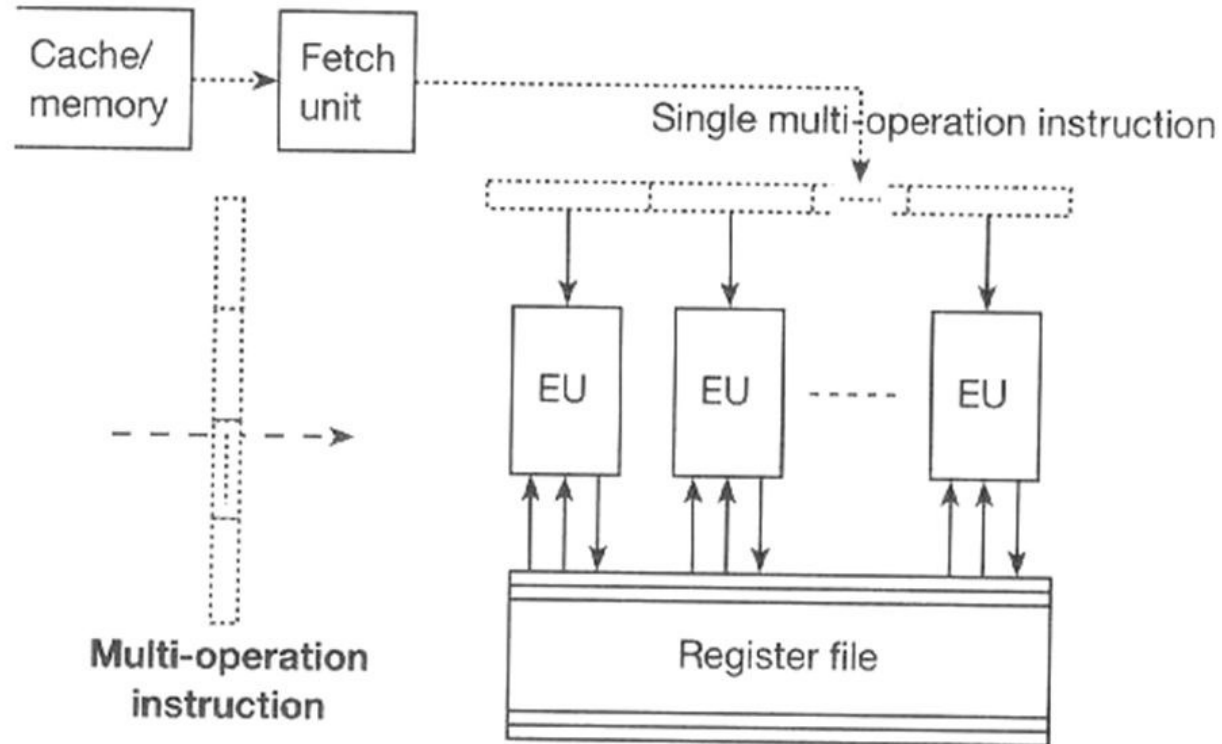 Cache/
memory
Fetch
unit
Single multi-operation instruction
EU
EU
EU
Register file
Multi-operation
instruction